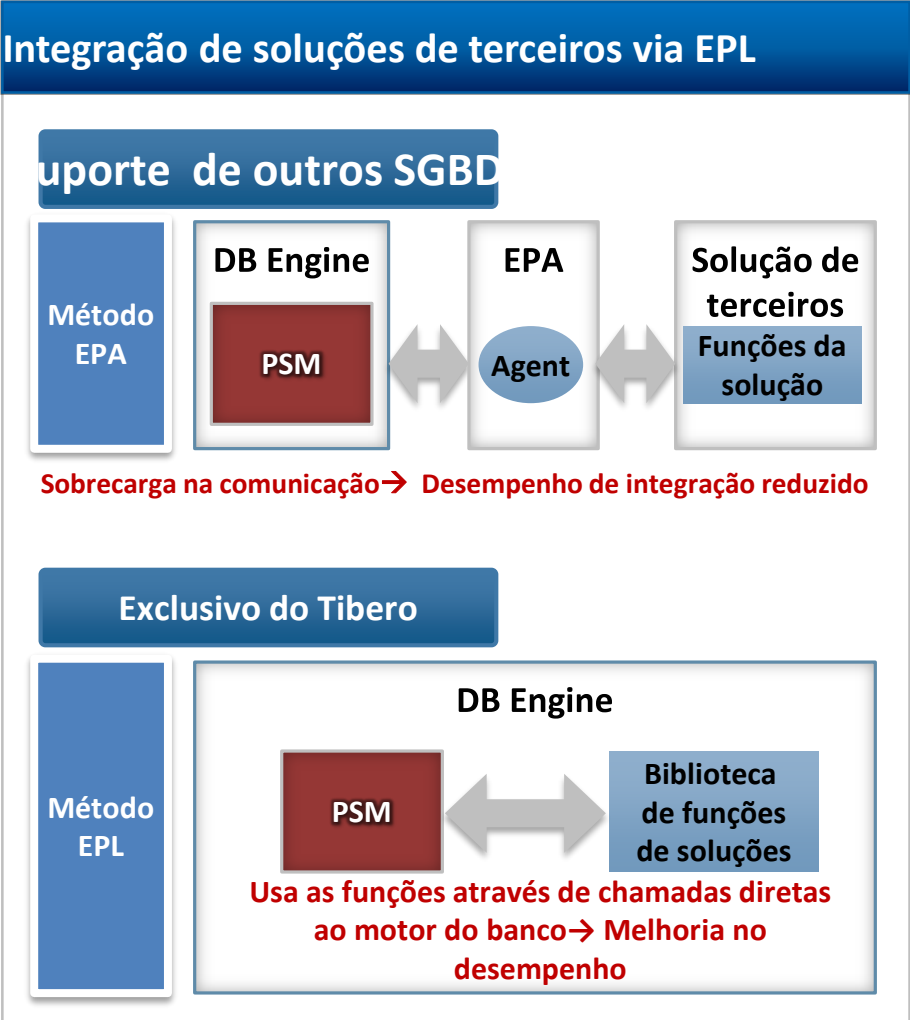 Integração de soluções de terceiros via EPL
uporte de outros SGBD
Método
EPA
DB Engine
PSM
EPA
Agent
Solução de
terceiros
Funções da
solução
Sobrecarga na comunicação→ Desempenho de integração reduzido
Exclusivo do Tibero
Método
EPL
DB Engine
PSM
Biblioteca
de funções
de soluções
Usa as funções através de chamadas diretas
ao motor do banco→ Melhoria no
desempenho